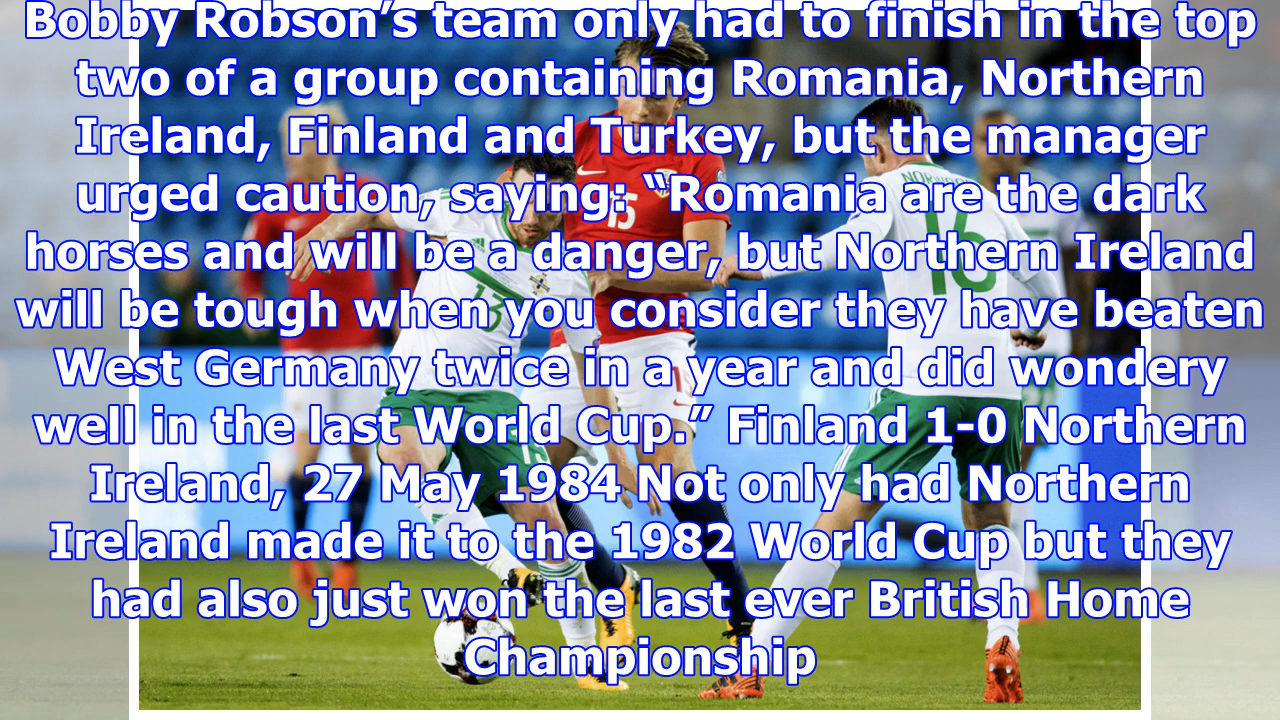 Bobby Robson’s team only had to finish in the top
two of a group containing Romania, Northern
Ireland, Finland and Turkey, but the manager
urged caution, saying: “Romania are the dark
horses and will be a danger, but Northern Ireland
will be tough when you consider they have beaten
West Germany twice in a year and did wondery
well in the last World Cup.” Finland 1-0 Northern
Ireland, 27 May 1984 Not only had Northern
Ireland made it to the 1982 World Cup but they
had also just won the last ever British Home
Championship
15
16
13